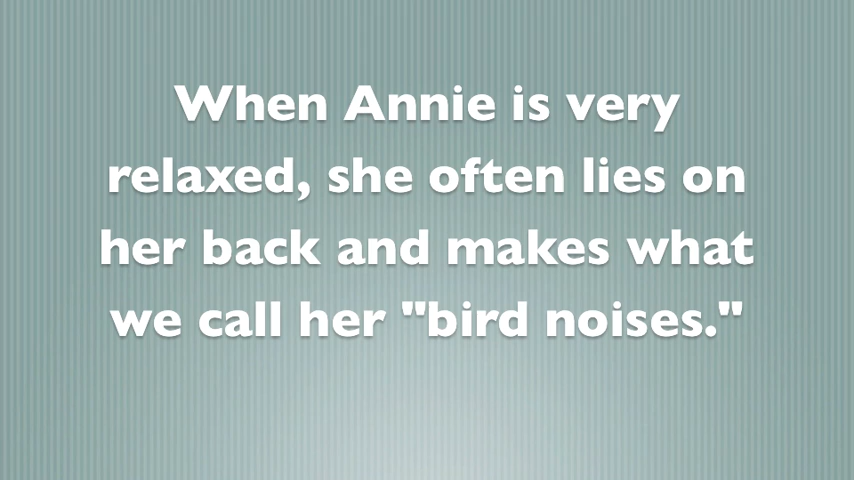 When Annie is very
relaxed, she often lies on
her back and makes what
we call her "bird noises."